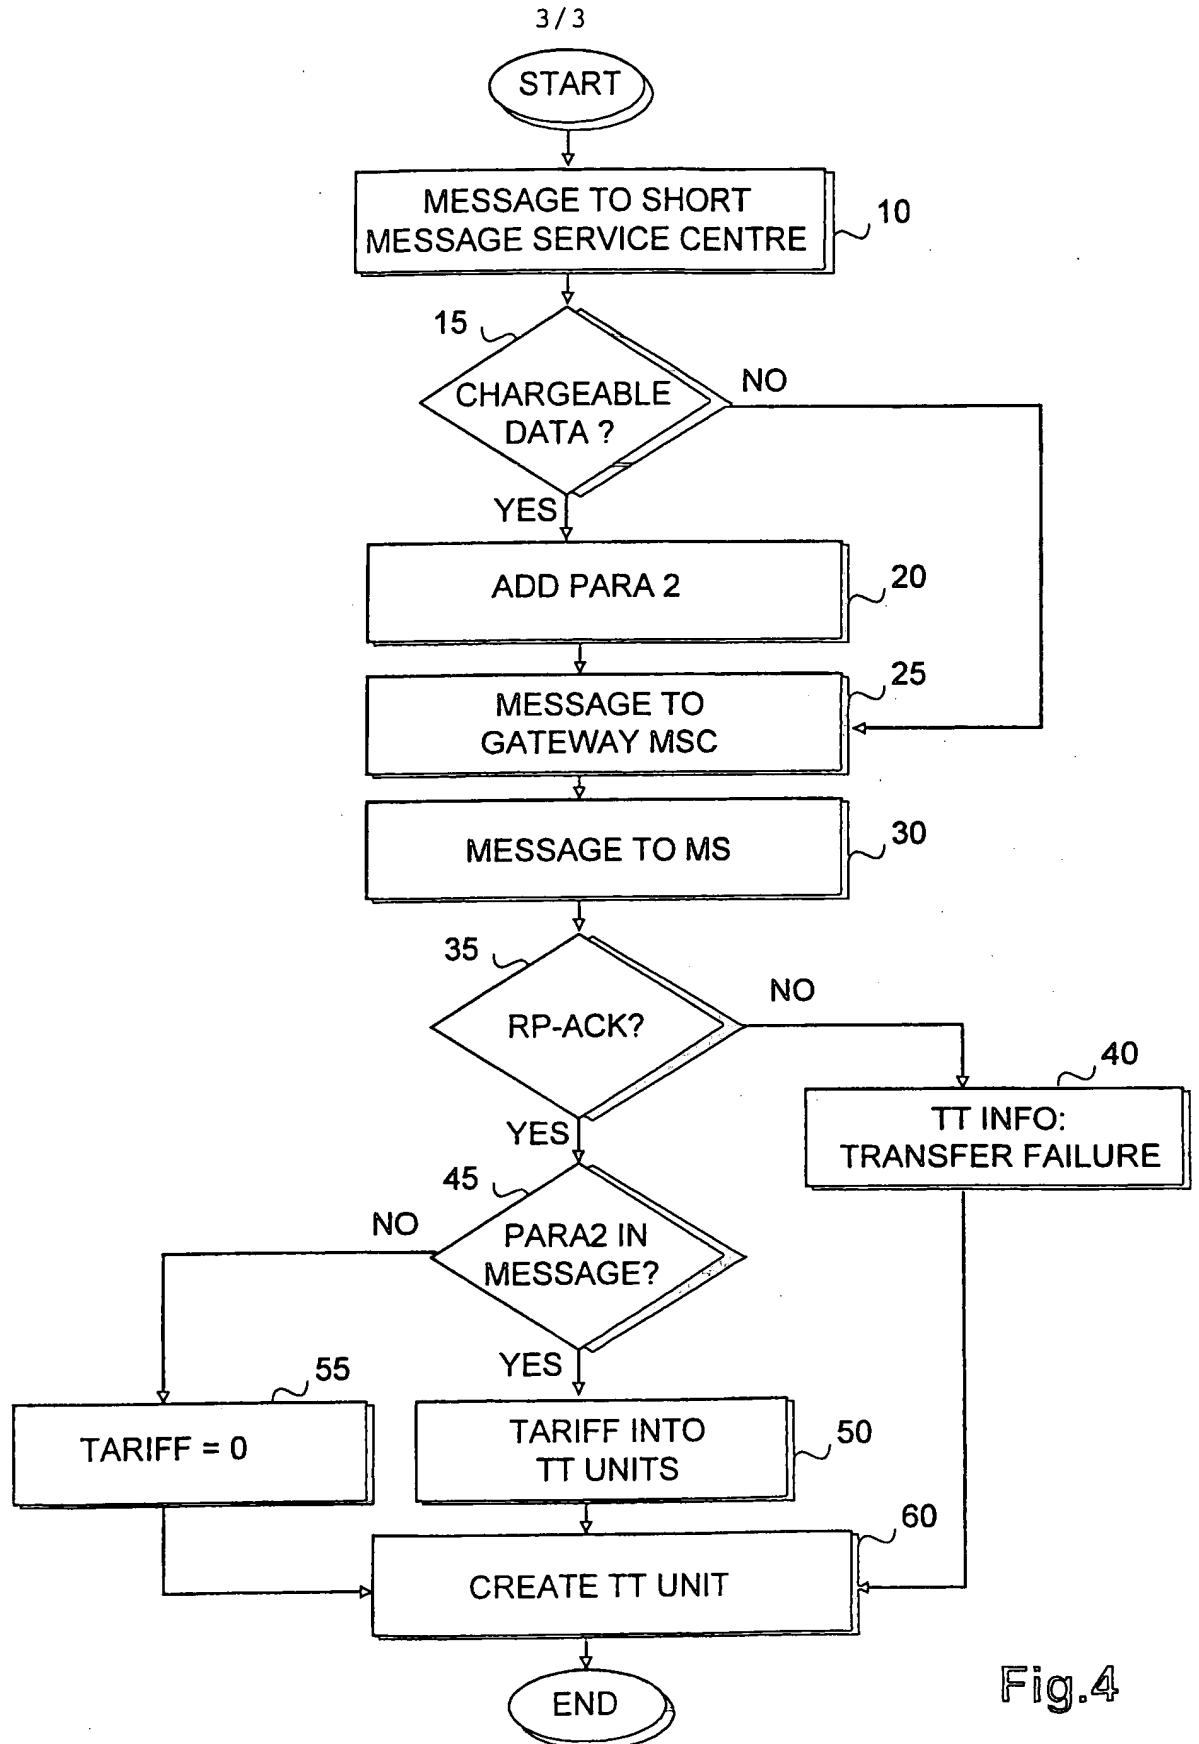 3/3
START
MESSAGE TO SHORT
MESSAGE SERVICE CENTRE
10
15
CHARGEABLE
DATA ?
NO
YES
ADD PARA 2
20
MESSAGE TO
GATEWAY MSC
25
MESSAGE TO MS
30
35
RP-ACK?
NO
YES
40
TT INFO:
TRANSFER FAILURE
45
PARA2 IN
MESSAGE?
NO
YES
55
TARIFF = 0
TARIFF INTO
TT UNITS
50
60
CREATE TT UNIT
END
Fig.4